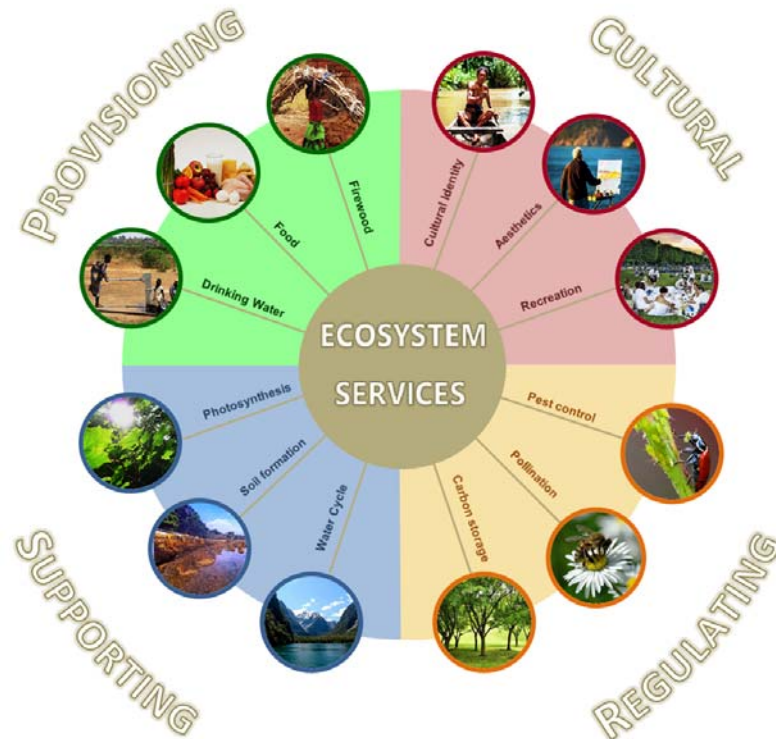 PROVISIONING
CULTURAL
Firewood
Food
Drinking Water
Cultural Identity
Aesthetics
Recreation
ECOSYSTEM
SERVICES
Photosynthesis
Soil formation
Water Cycle
Pest control
Pollination
Carbon storage
SUPPORTING
REGULATING